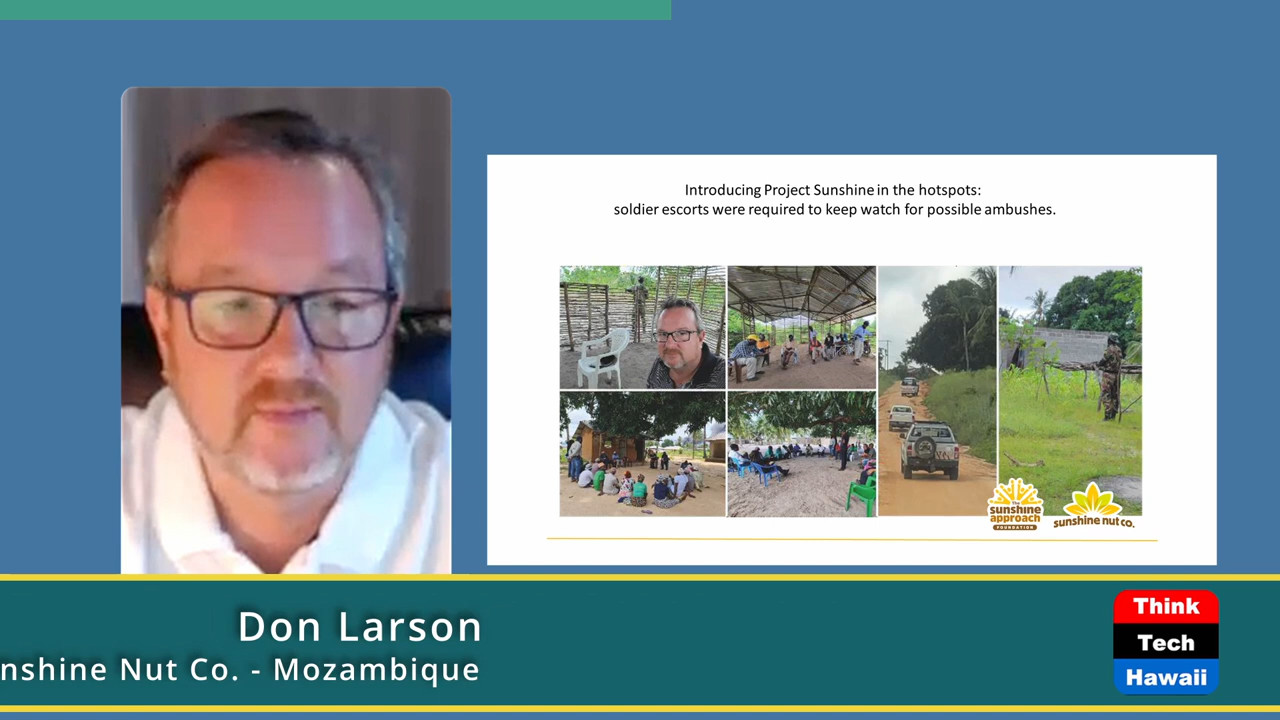 Introducing Project Sunshine in the hotspots:
soldier escorts were required to keep watch for possible ambushes.
The
sunshine
approach
FOUNDATION
sunshine nut co.
Don Larson
nshine Nut Co. - Mozambique
Think
Tech
Hawaii